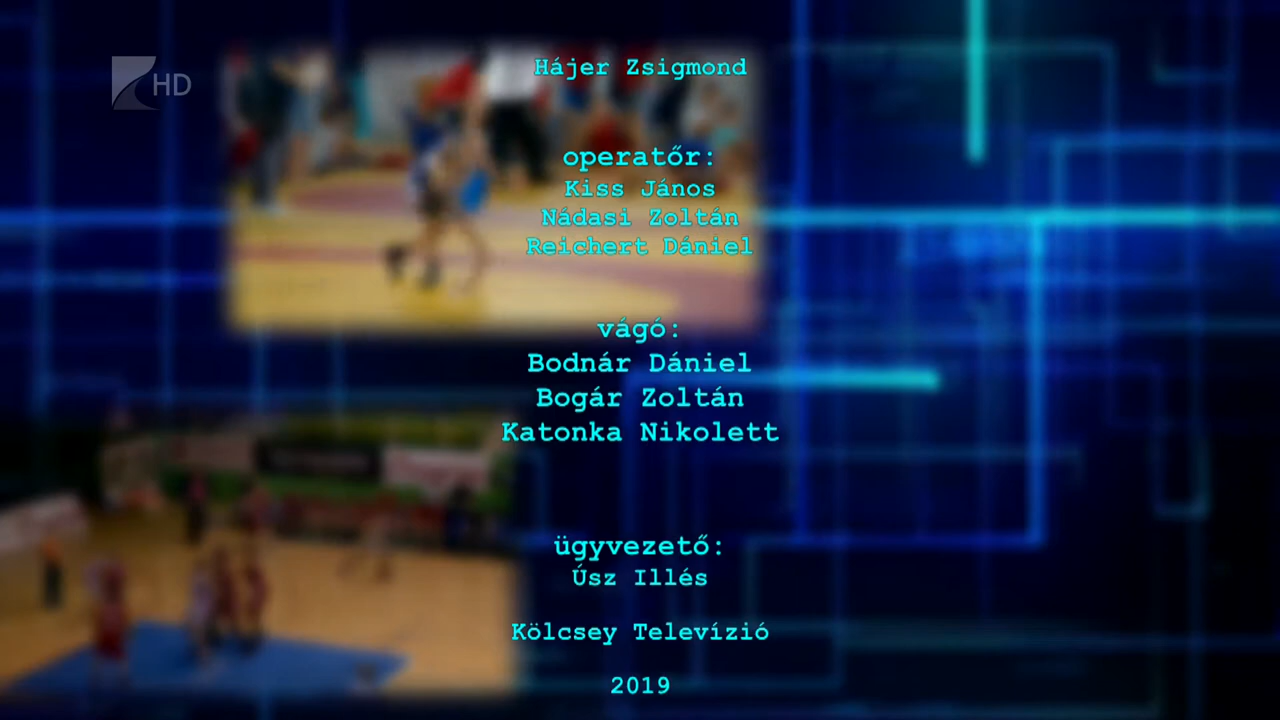 HD
Hájer Zsigmond
operatőr:
Kiss János
Nádasi Zoltán
Reichert Dániel
vágó:
Bodnár Dániel
Bogár Zoltán
Katonka Nikolett
ügyvezető:
Úsz Illés
Kölcsey Televízió
2019